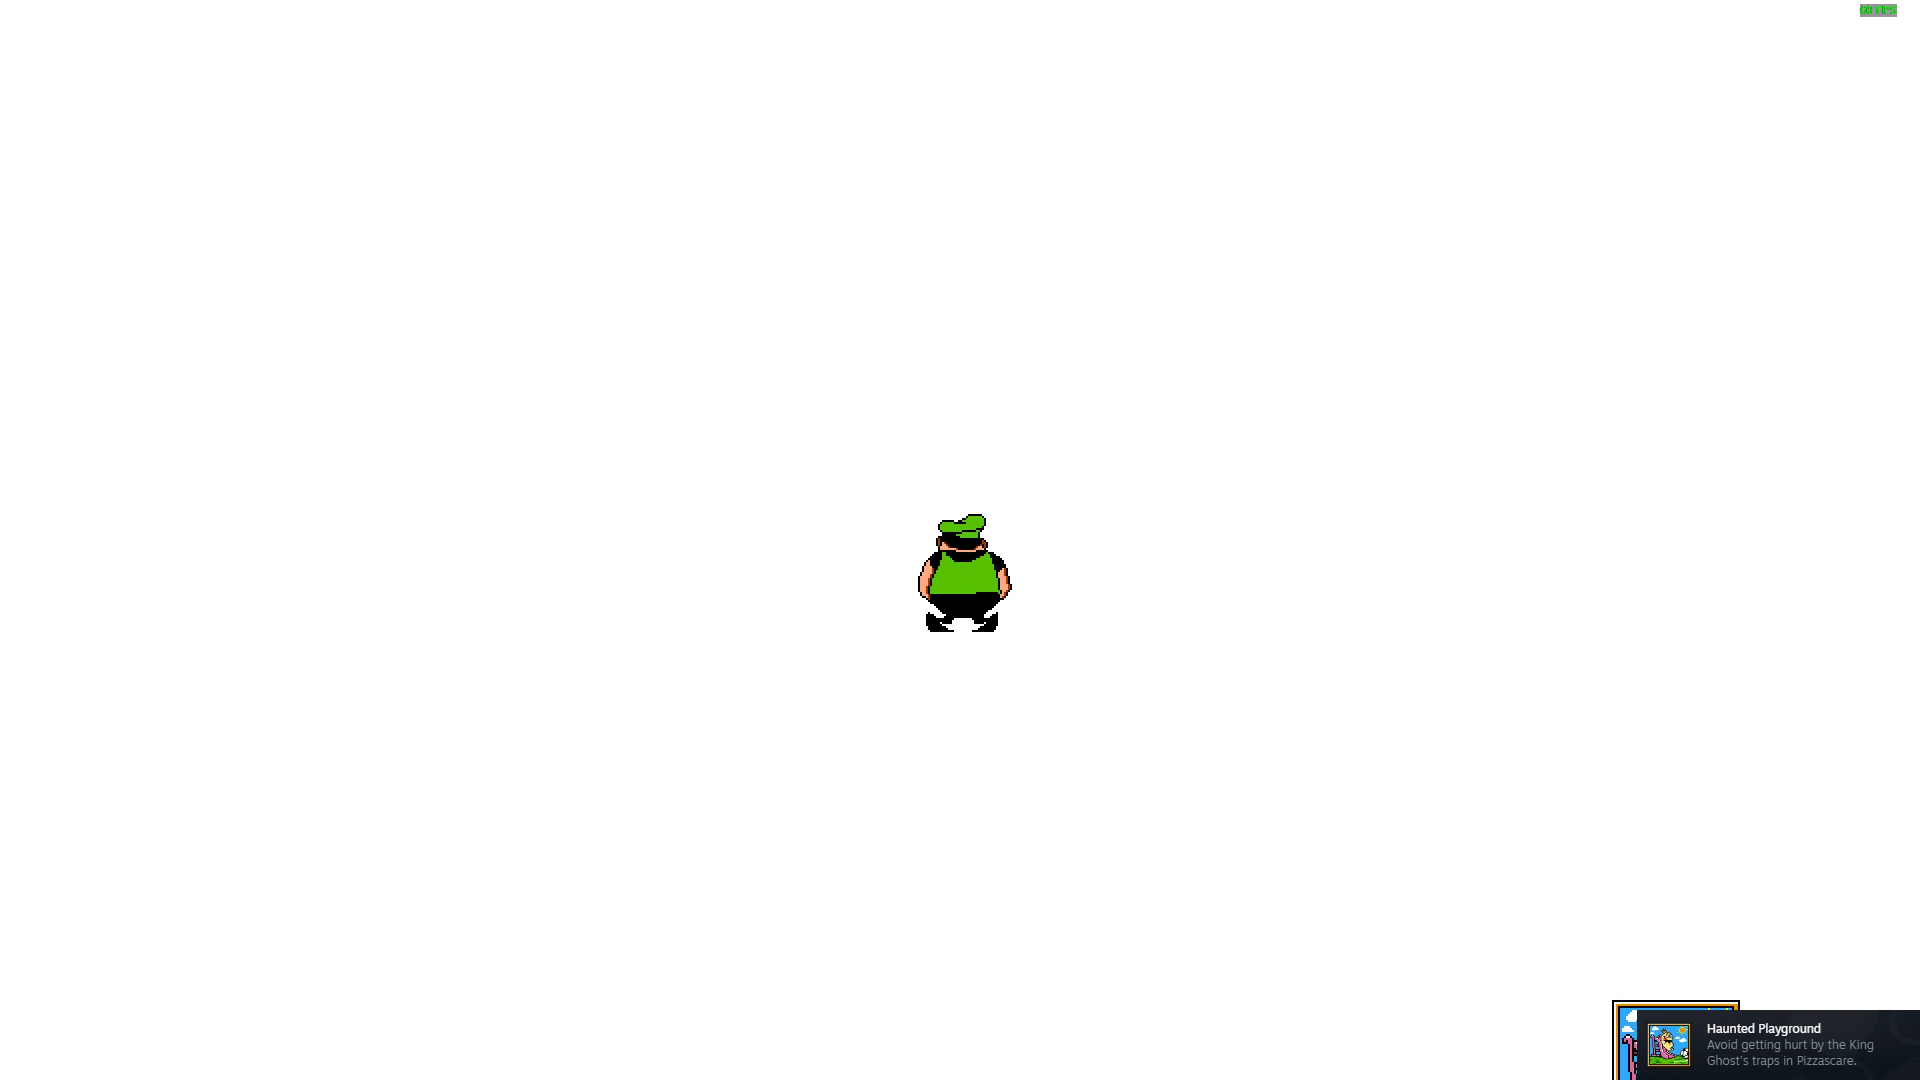 Haunted Playground
Avoid getting hurt by the King
Ghost's traps in Pizzascare.